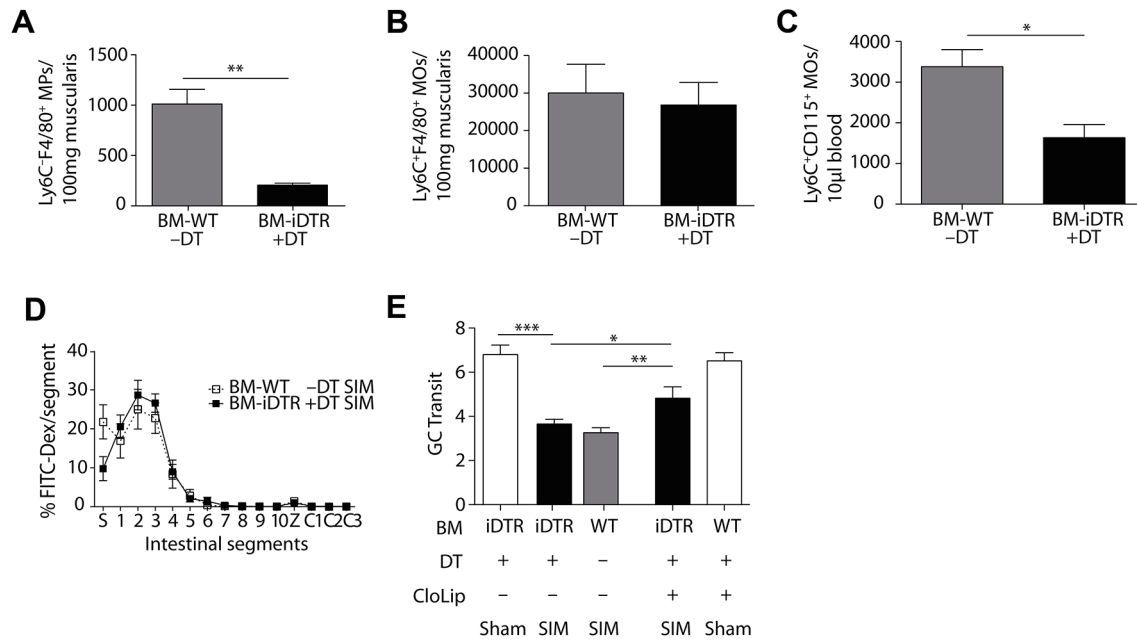 A
Ly6C⁻F4/80⁺ MPs/
100mg muscularis
1500
1000
500
0
**
BM-WT
–DT
BM-iDTR
+DT
B
Ly6C⁺F4/80⁺ MOs/
100mg muscularis
40000
30000
20000
10000
0
BM-WT
–DT
BM-iDTR
+DT
C
Ly6C⁺CD115⁺ MOs/
10µl blood
4000
3000
2000
1000
0
*
BM-WT
–DT
BM-iDTR
+DT
D
% FITC-Dex/segment
40
30
20
10
0
BM-WT –DT SIM
BM-iDTR +DT SIM
S 1 2 3 4 5 6 7 8 9 10 Z C1 C2 C3
Intestinal segments
E
GC Transit
8
6
4
2
0
*** * **
BM iDTR iDTR WT iDTR WT
DT + + – + +
CloLip – – – + +
Sham SIM SIM SIM Sham